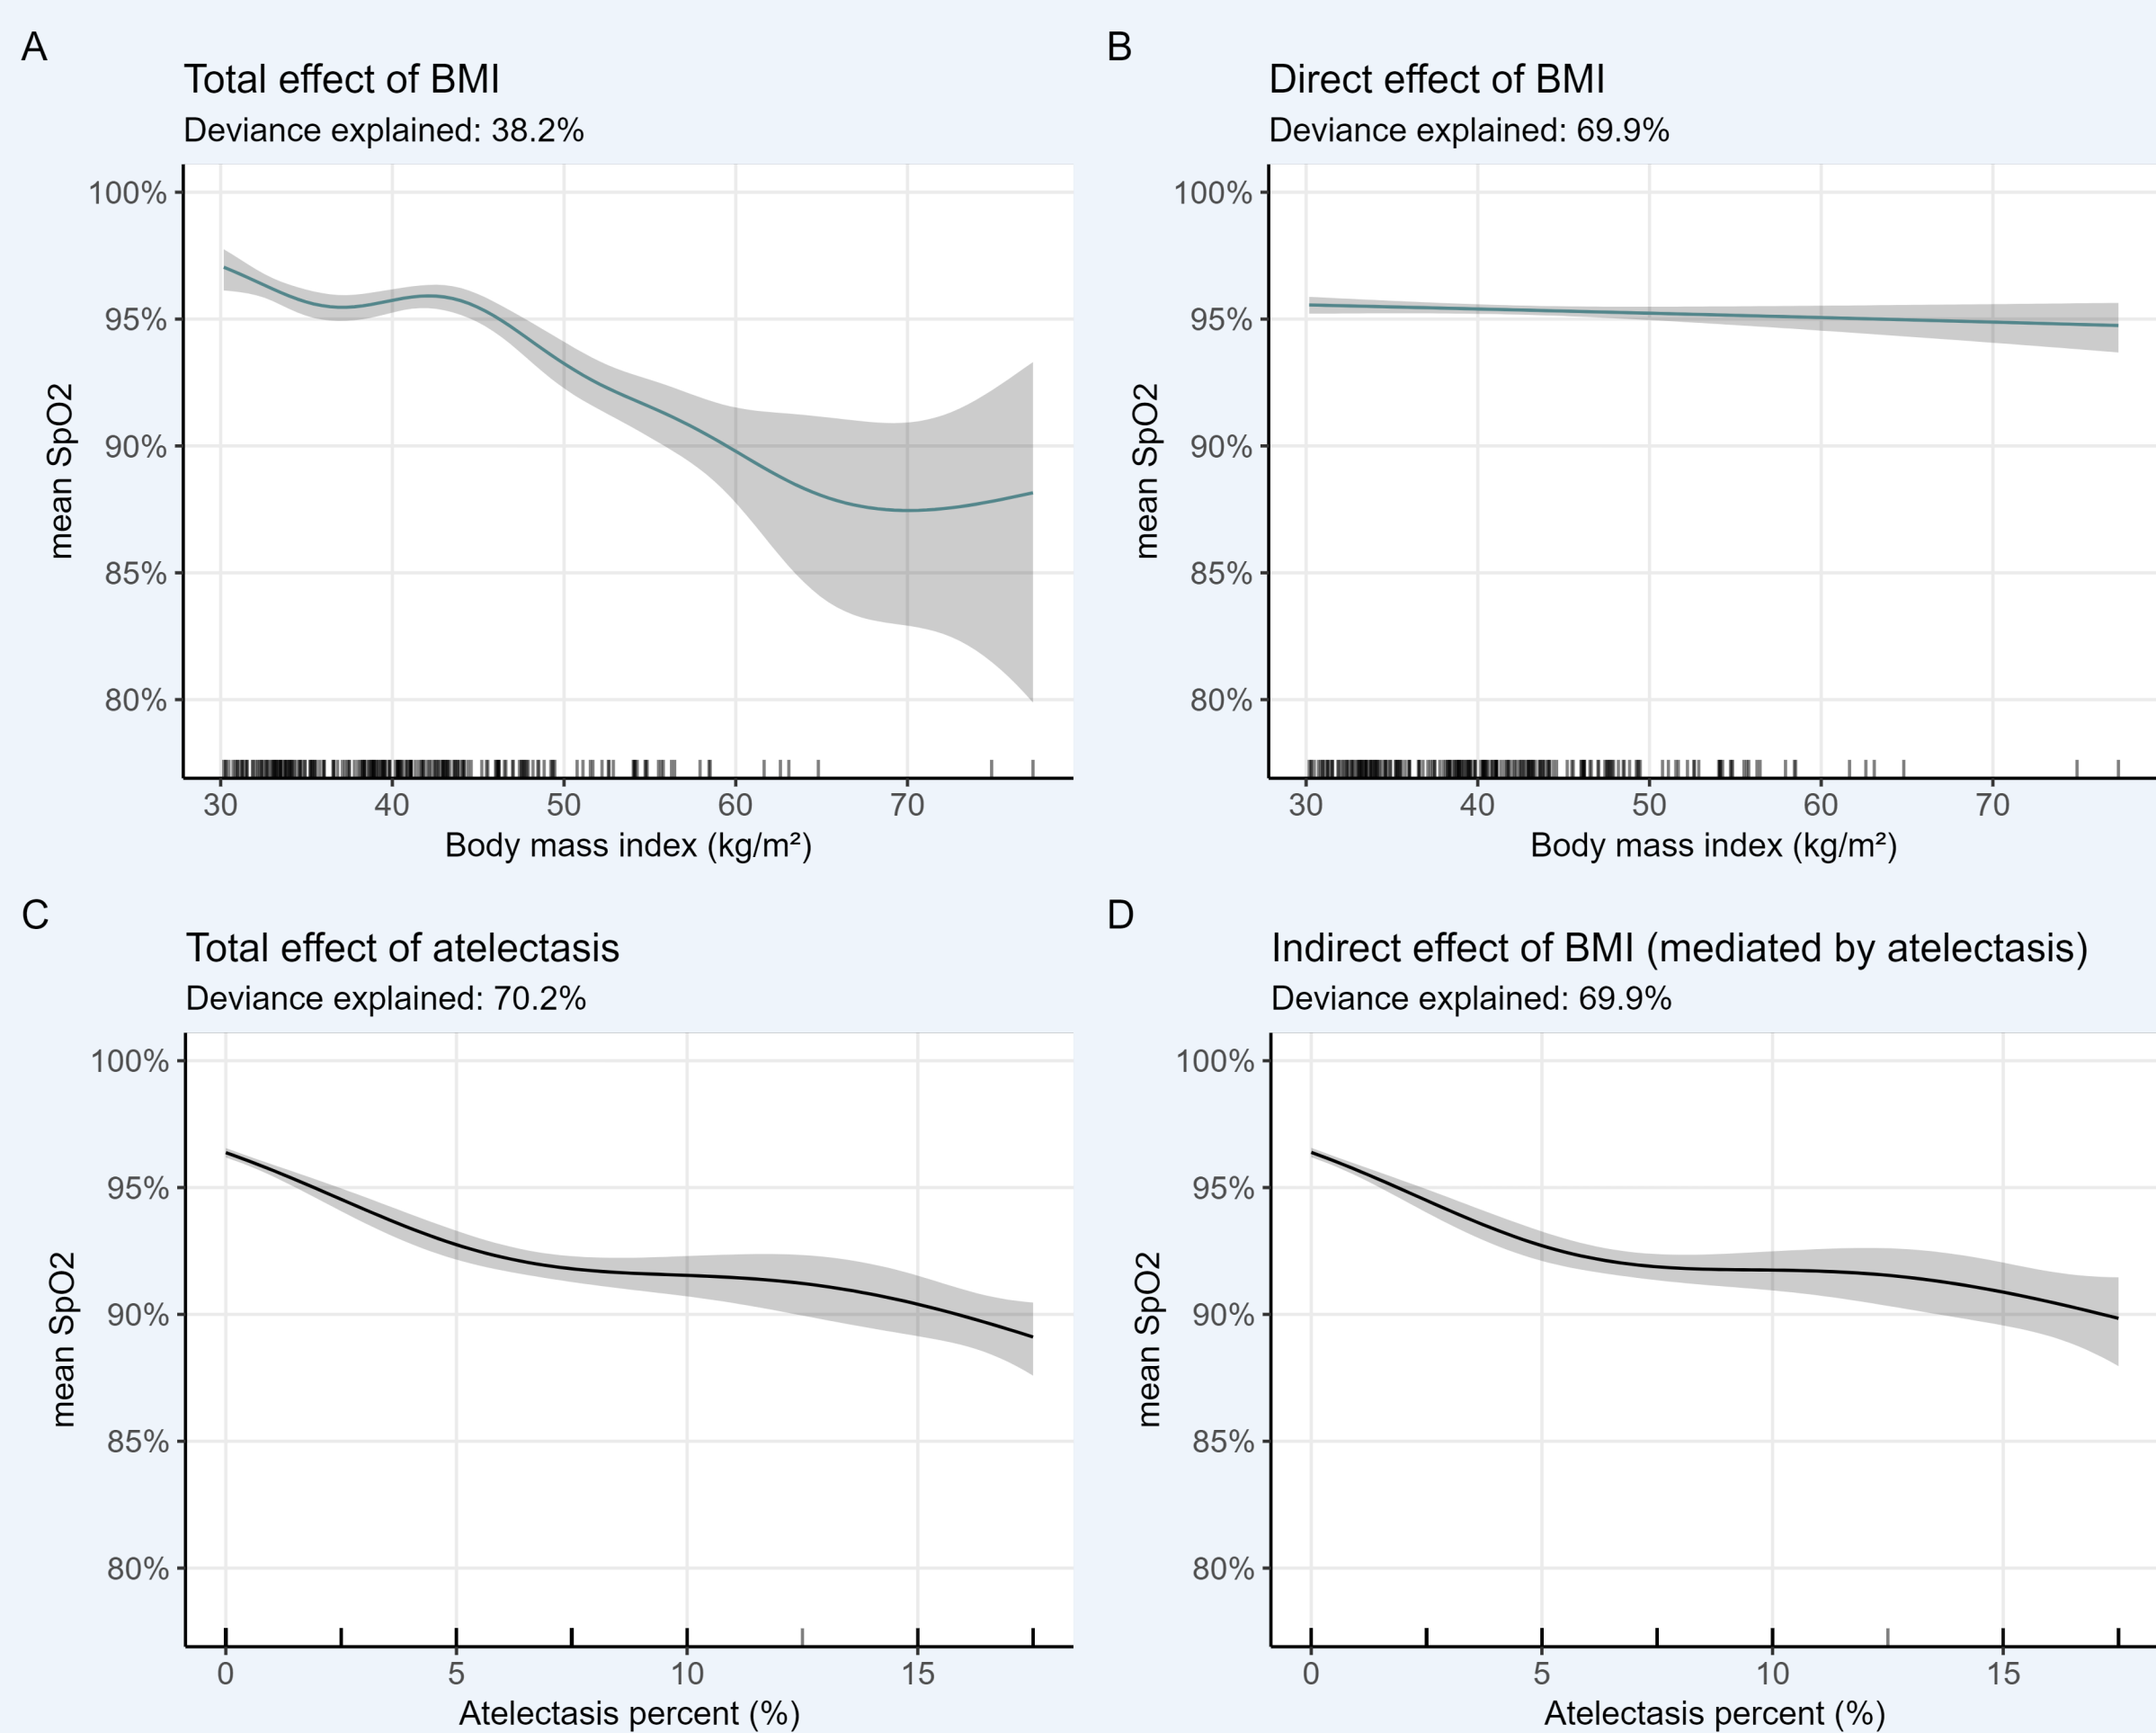 A
Total effect of BMI
Deviance explained: 38.2%
100%
95%
90%
85%
80%
mean SpO2
30 40 50 60 70
Body mass index (kg/m²)
B
Direct effect of BMI
Deviance explained: 69.9%
100%
95%
90%
85%
80%
mean SpO2
30 40 50 60 70
Body mass index (kg/m²)
C
Total effect of atelectasis
Deviance explained: 70.2%
100%
95%
90%
85%
80%
mean SpO2
0 5 10 15
Atelectasis percent (%)
D
Indirect effect of BMI (mediated by atelectasis)
Deviance explained: 69.9%
100%
95%
90%
85%
80%
mean SpO2
0 5 10 15
Atelectasis percent (%)